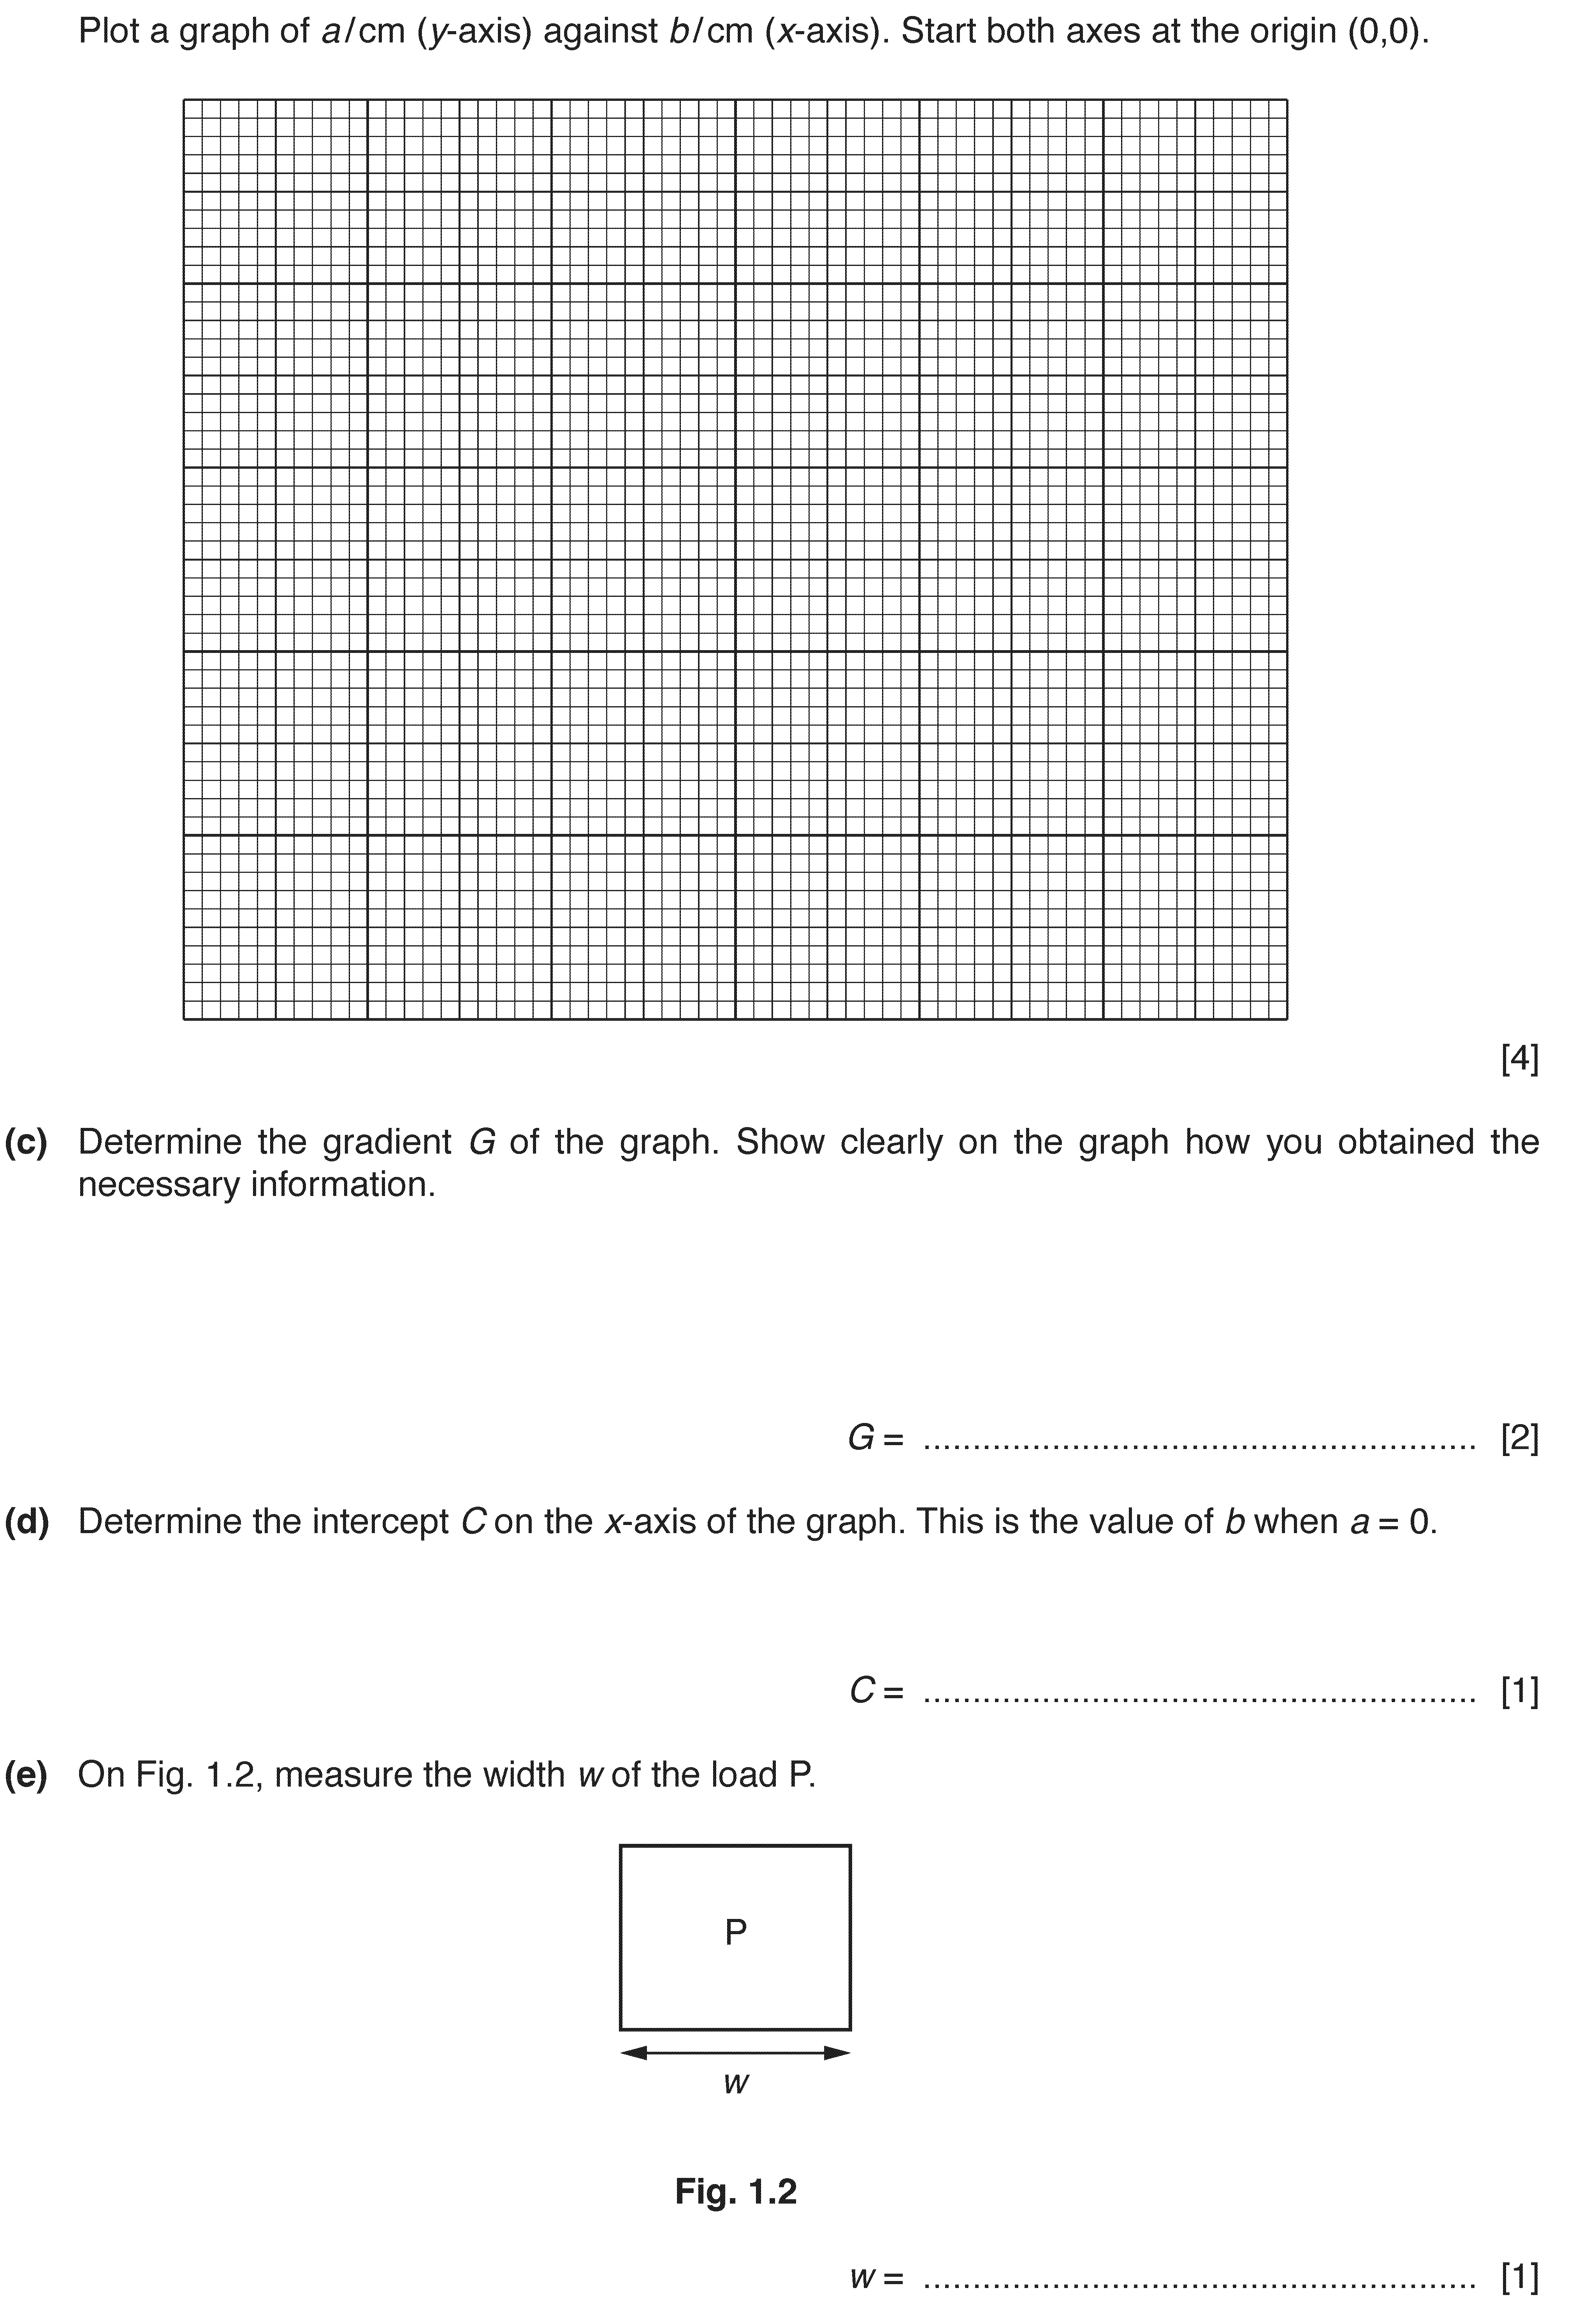 Plot a graph of a / cm (y-axis) against b / cm (x-axis). Start both axes at the origin (0,0).
[4]
(c) Determine the gradient G of the graph. Show clearly on the graph how you obtained the
necessary information.
G = ........................................................ [2]
(d) Determine the intercept C on the x-axis of the graph. This is the value of b when a = 0.
C = ........................................................ [1]
(e) On Fig. 1.2, measure the width w of the load P.
P
w
Fig. 1.2
w = ........................................................ [1]